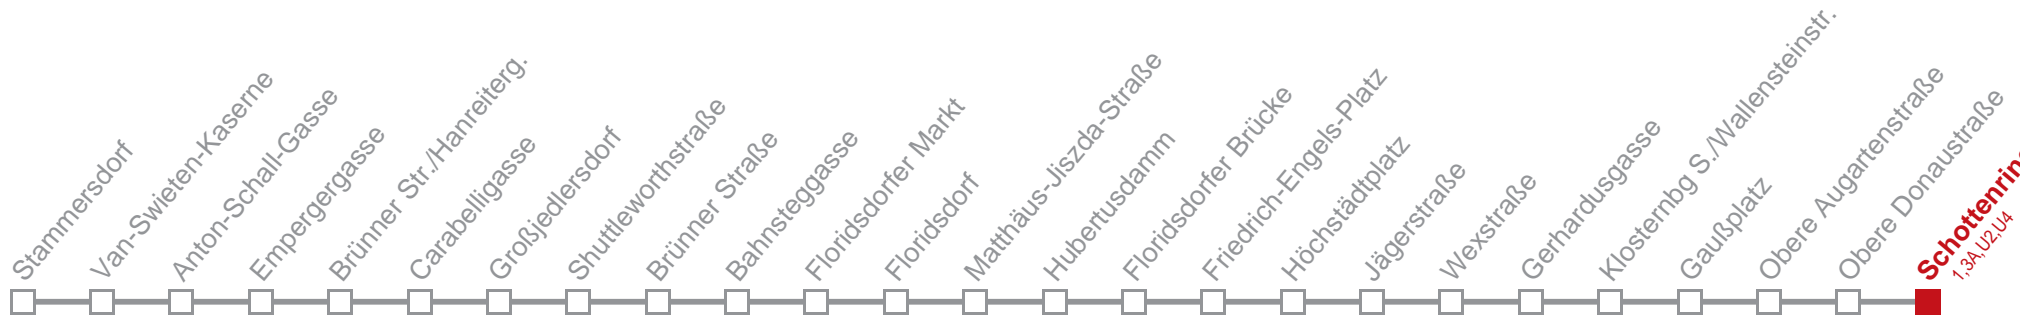 Stammersdorf
Van-Swieten-Kaserne
Anton-Schall-Gasse
Empergergasse
Brünner Str./Hanreiterg.
Carabelligasse
Großjedlersdorf
Shuttleworthstraße
Brünner Straße
Bahnsteggasse
Floridsdorfer Markt
Floridsdorf
Matthäus-Jiszda-Straße
Hubertusdamm
Floridsdorfer Brücke
Friedrich-Engels-Platz
Höchstädtplatz
Jägerstraße
Wexstraße
Gerhardusgasse
Klosternbg S./Wallensteinstr.
Gaußplatz
Obere Augartenstraße
Obere Donaustraße
Schottenring
1,3A,U2,U4